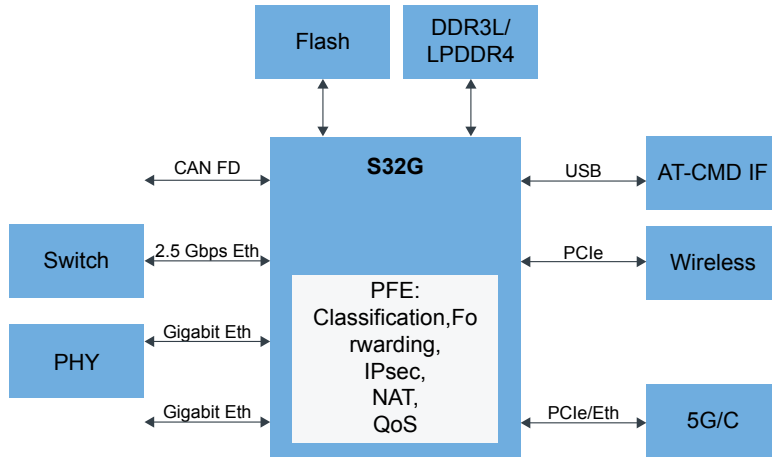 Flash
DDR3L/
LPDDR4
S32G
CAN FD
USB
AT-CMD IF
Switch
2.5 Gbps Eth
PCIe
Wireless
PFE:
Classification,Fo
rwarding,
IPsec,
NAT,
QoS
PHY
Gigabit Eth
Gigabit Eth
PCIe/Eth
5G/C